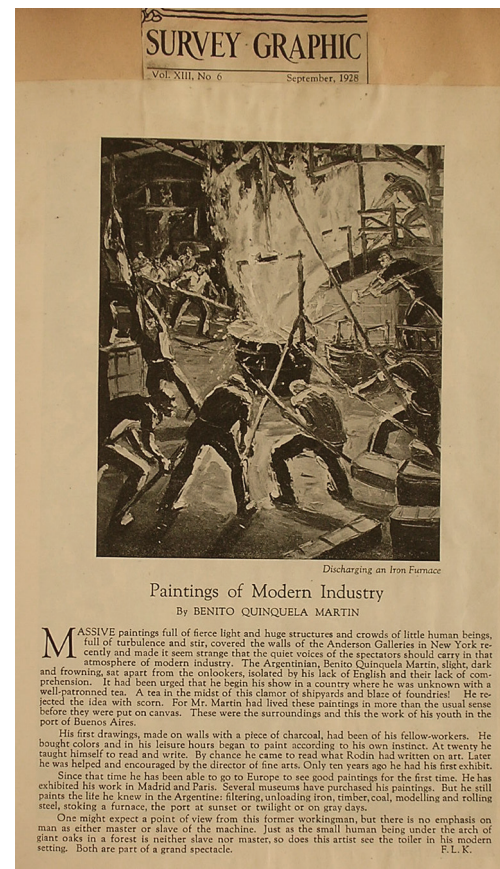 SURVEY GRAPHIC
Vol. XIII, No 6 September, 1928
Discharging an Iron Furnace
Paintings of Modern Industry
By BENITO QUINQUELA MARTIN
MASSIVE paintings full of fierce light and huge structures and crowds of little human beings,
full of turbulence and stir, covered the walls of the Anderson Galleries in New York re-
cently and made it seem strange that the quiet voices of the spectators should carry in that
atmosphere of modern industry. The Argentinian, Benito Quinquela Martin, slight, dark
and frowning, sat apart from the onlookers, isolated by his lack of English and their lack of com-
prehension. It had been urged that he begin his show in a country where he was unknown with a
well-patronned tea. A tea in the midst of this clamor of shipyards and blaze of foundries! He re-
jected the idea with scorn. For Mr. Martin had lived these paintings in more than the usual sense
before they were put on canvas. These were the surroundings and this the work of his youth in the
port of Buenos Aires.
His first drawings, made on walls with a piece of charcoal, had been of his fellow-workers. He
bought colors and in his leisure hours began to paint according to his own instinct. At twenty he
taught himself to read and write. By chance he came to read what Rodin had written on art. Later
he was helped and encouraged by the director of fine arts. Only ten years ago he had his first exhibit.
Since that time he has been able to go to Europe to see good paintings for the first time. He has
exhibited his work in Madrid and Paris. Several museums have purchased his paintings. But he still
paints the life he knew in the Argentine: filtering, unloading iron, timber, coal, modelling and rolling
steel, stoking a furnace, the port at sunset or twilight or on gray days.
One might expect a point of view from this former workingman, but there is no emphasis on
man as either master or slave of the machine. Just as the small human being under the arch of
giant oaks in a forest is neither slave nor master, so does this artist see the toiler in his modern
setting. Both are part of a grand spectacle. F. L. K.